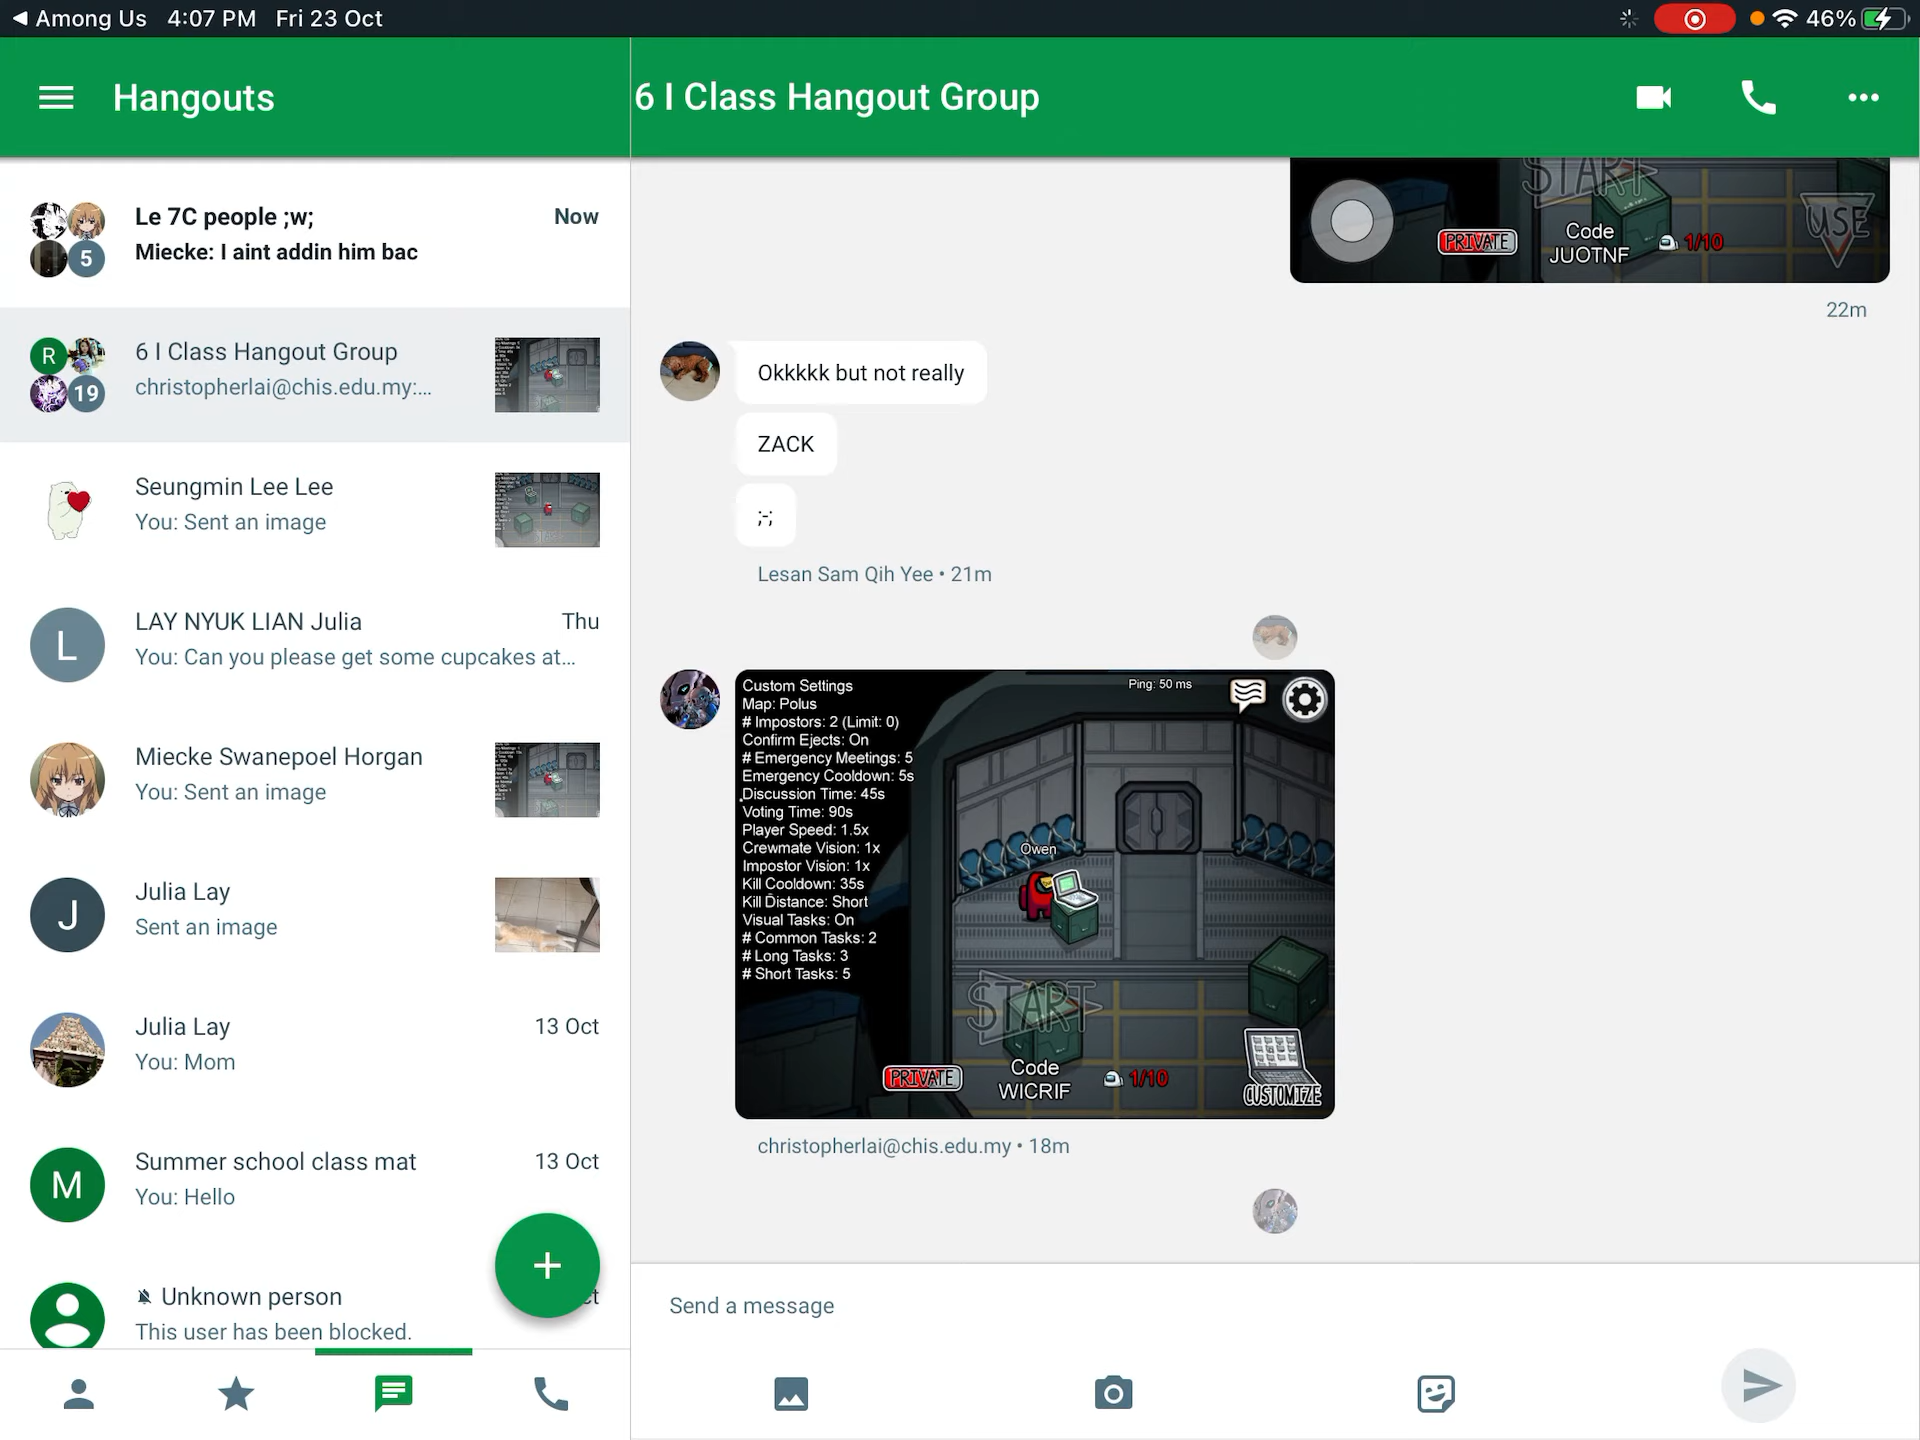 Among Us 4:07 PM Fri 23 Oct
46%
Hangouts
6 I Class Hangout Group
Le 7C people ;w;
Now
Miecke: I aint addin him bac
5
R
6 I Class Hangout Group
christopherlai@chis.edu.my:...
19
Seungmin Lee Lee
You: Sent an image
L
LAY NYUK LIAN Julia
Thu
You: Can you please get some cupcakes at...
Miecke Swanepoel Horgan
You: Sent an image
J
Julia Lay
Sent an image
Julia Lay
13 Oct
You: Mom
M
Summer school class mat
13 Oct
You: Hello
Unknown person
ct
This user has been blocked.
START
USE
PRIVATE
Code
JUOTNF
1/10
22m
Okkkkk but not really
ZACK
;-;
Lesan Sam Qih Yee • 21m
Custom Settings
Map: Polus
# Impostors: 2 (Limit: 0)
Confirm Ejects: On
# Emergency Meetings: 5
Emergency Cooldown: 5s
Discussion Time: 45s
Voting Time: 90s
Player Speed: 1.5x
Crewmate Vision: 1x
Impostor Vision: 1x
Kill Cooldown: 35s
Kill Distance: Short
Visual Tasks: On
# Common Tasks: 2
# Long Tasks: 3
# Short Tasks: 5
Ping: 50 ms
Owen
START
PRIVATE
Code
WICRIF
1/10
CUSTOMIZE
christopherlai@chis.edu.my • 18m
Send a message